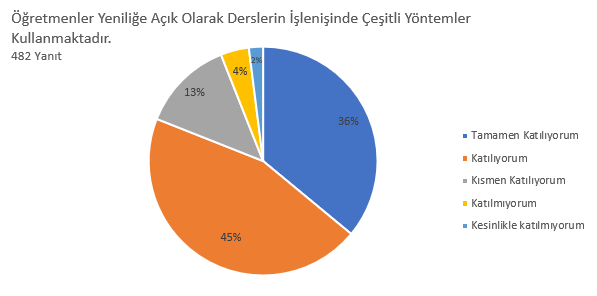 Öğretmenler Yeniliğe Açık Olarak Derslerin İşlenişinde Çeşitli Yöntemler
Kullanmaktadır.
482 Yanıt
2%
4%
13%
36%
45%
Tamamen Katılıyorum
Katılıyorum
Kısmen Katılıyorum
Katılmıyorum
Kesinlikle katılmıyorum